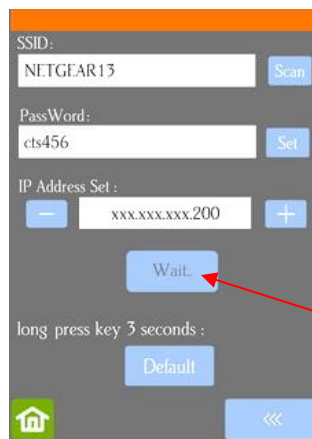 SSID:
NETGEAR13 Scan
PassWord:
cts456 Set
IP Address Set :
— xxx.xxx.xxx.200 +
Wait..
long press key 3 seconds :
Default
<<<